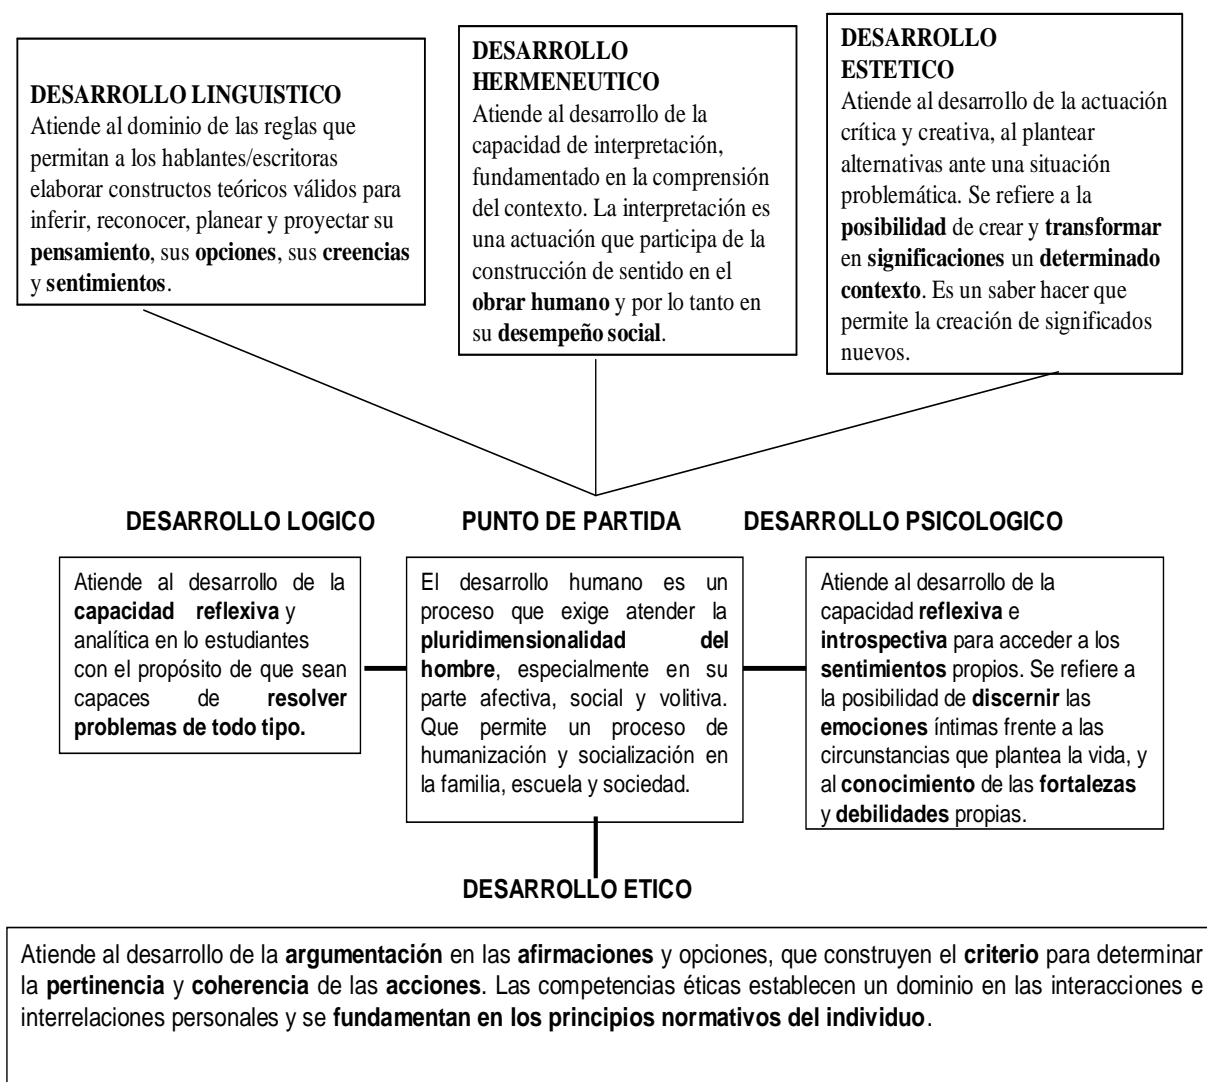 DESARROLLO LINGUISTICO
Atiende al dominio de las reglas que
permitan a los hablantes/escritoras
elaborar constructos teóricos válidos para
inferir, reconocer, planear y proyectar su
pensamiento, sus opciones, sus creencias
y sentimientos.
DESARROLLO
HERMENEUTICO
Atiende al desarrollo de la
capacidad de interpretación,
fundamentado en la comprensión
del contexto. La interpretación es
una actuación que participa de la
construcción de sentido en el
obrar humano y por lo tanto en
su desempeño social.
DESARROLLO
ESTETICO
Atiende al desarrollo de la actuación
crítica y creativa, al plantear
alternativas ante una situación
problemática. Se refiere a la
posibilidad de crear y transformar
en significaciones un determinado
contexto. Es un saber hacer que
permite la creación de significados
nuevos.
DESARROLLO LOGICO
Atiende al desarrollo de la
capacidad reflexiva y
analítica en lo estudiantes
con el propósito de que sean
capaces de resolver
problemas de todo tipo.
PUNTO DE PARTIDA
El desarrollo humano es un
proceso que exige atender la
pluridimensionalidad del
hombre, especialmente en su
parte afectiva, social y volitiva.
Que permite un proceso de
humanización y socialización en
la familia, escuela y sociedad.
DESARROLLO PSICOLOGICO
Atiende al desarrollo de la
capacidad reflexiva e
introspectiva para acceder a los
sentimientos propios. Se refiere a
la posibilidad de discernir las
emociones íntimas frente a las
circunstancias que plantea la vida, y
al conocimiento de las fortalezas
y debilidades propias.
DESARROLLO ETICO
Atiende al desarrollo de la argumentación en las afirmaciones y opciones, que construyen el criterio para determinar
la pertinencia y coherencia de las acciones. Las competencias éticas establecen un dominio en las interacciones e
interrelaciones personales y se fundamentan en los principios normativos del individuo.